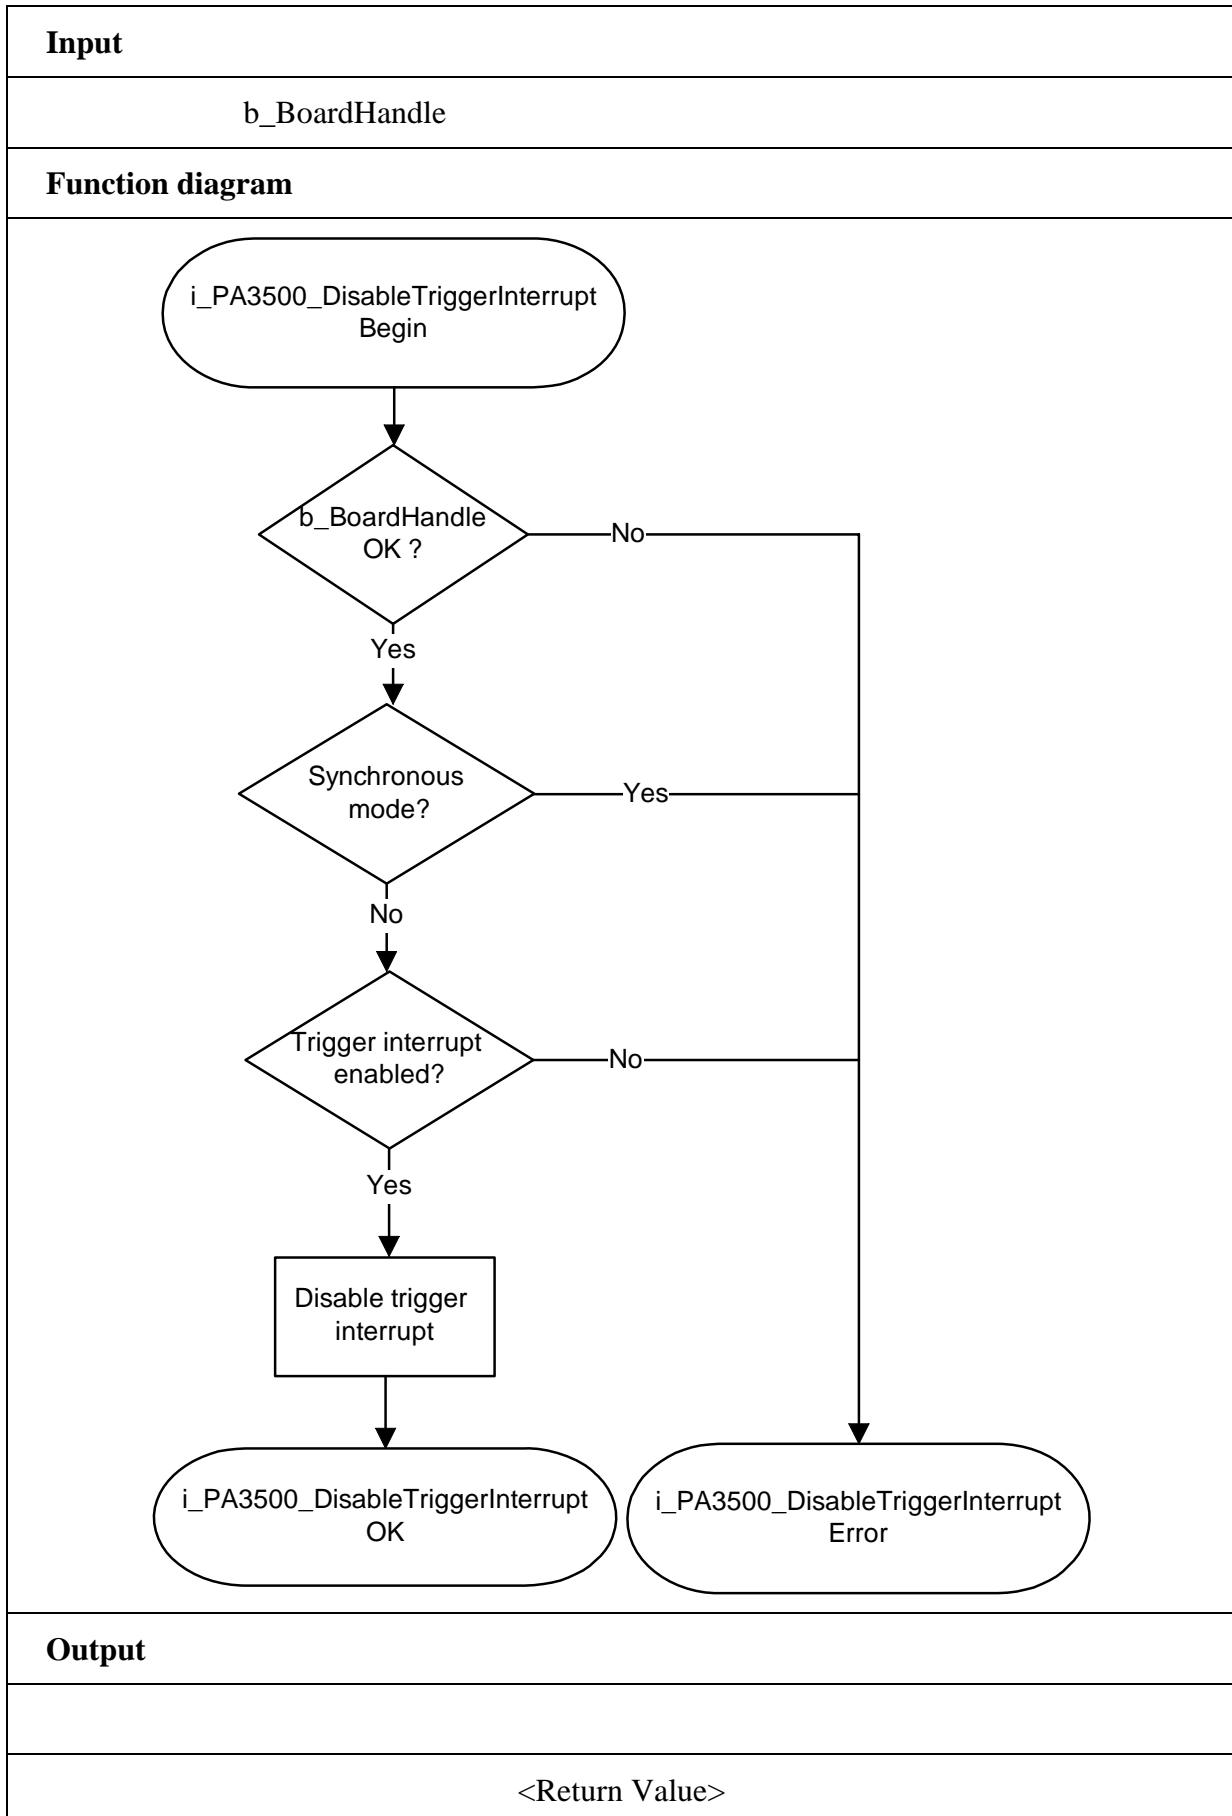 Input
b_BoardHandle
Function diagram
i_PA3500_DisableTriggerInterrupt
Begin
b_BoardHandle
OK ?
No
Yes
Synchronous
mode?
Yes
No
Trigger interrupt
enabled?
No
Yes
Disable trigger
interrupt
i_PA3500_DisableTriggerInterrupt
OK
i_PA3500_DisableTriggerInterrupt
Error
Output
<Return Value>